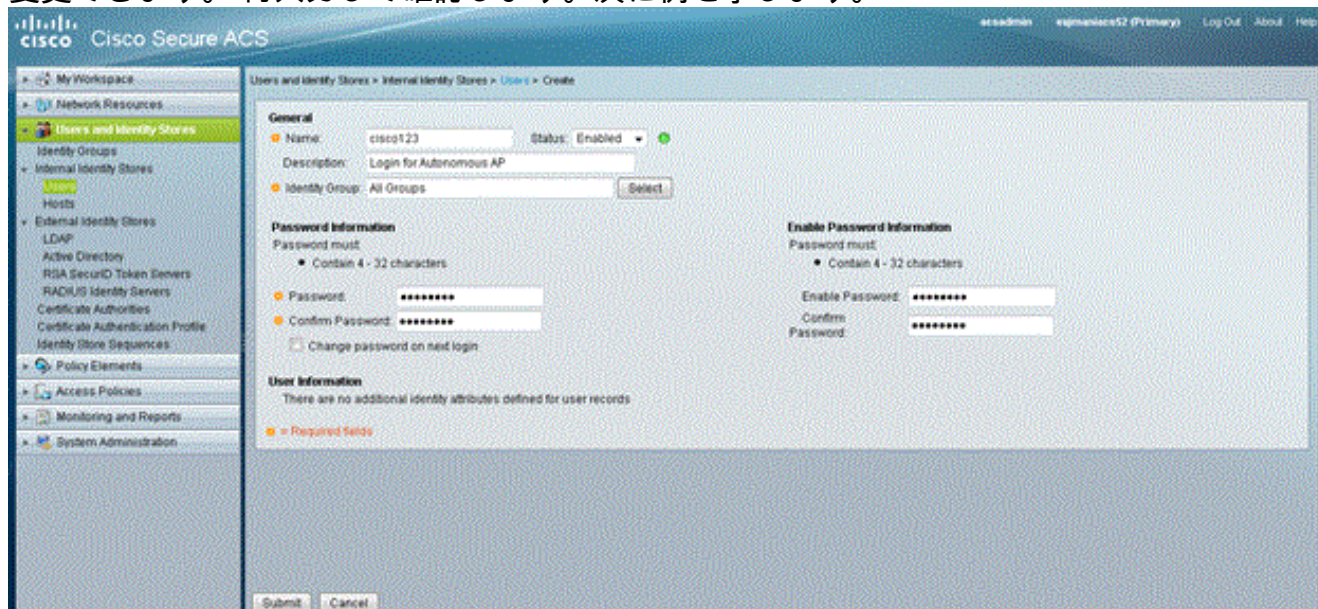 cisco Cisco Secure ACS
acsadmin (Primary) Log Out About Help
My Workspace
Network Resources
Users and Identity Stores
Identity Groups
Internal Identity Stores
Users
Hosts
External Identity Stores
LDAP
Active Directory
RSA SecurID Token Servers
RADIUS Identity Servers
Certificate Authorities
Certificate Authentication Profile
Identity Store Sequences
Policy Elements
Access Policies
Monitoring and Reports
System Administration
Users and Identity Stores > Internal Identity Stores > Users > Create
General
Name: cisco123 Status: Enabled
Description: Login for Autonomous AP
Identity Group: All Groups Select
Password Information
Password must:
• Contain 4 - 32 characters
Password: ••••••••
Confirm Password: ••••••••
Change password on next login
Enable Password Information
Password must:
• Contain 4 - 32 characters
Enable Password: ••••••••
Confirm Password: ••••••••
User Information
There are no additional identity attributes defined for user records
= Required fields
Submit Cancel